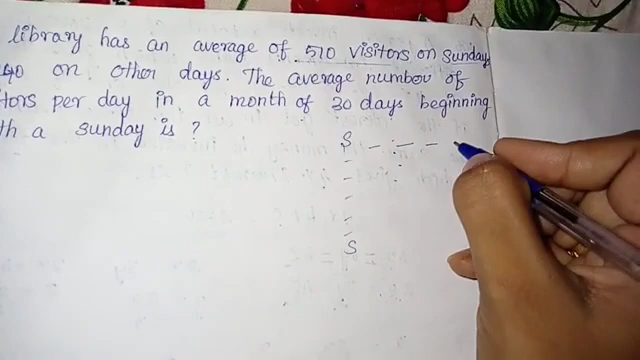 library has an average of 510 visitors on Sunday
40 on other days. The average number of
tors per day in a month of 30 days beginning
th a sunday is ?
S - - - -
S